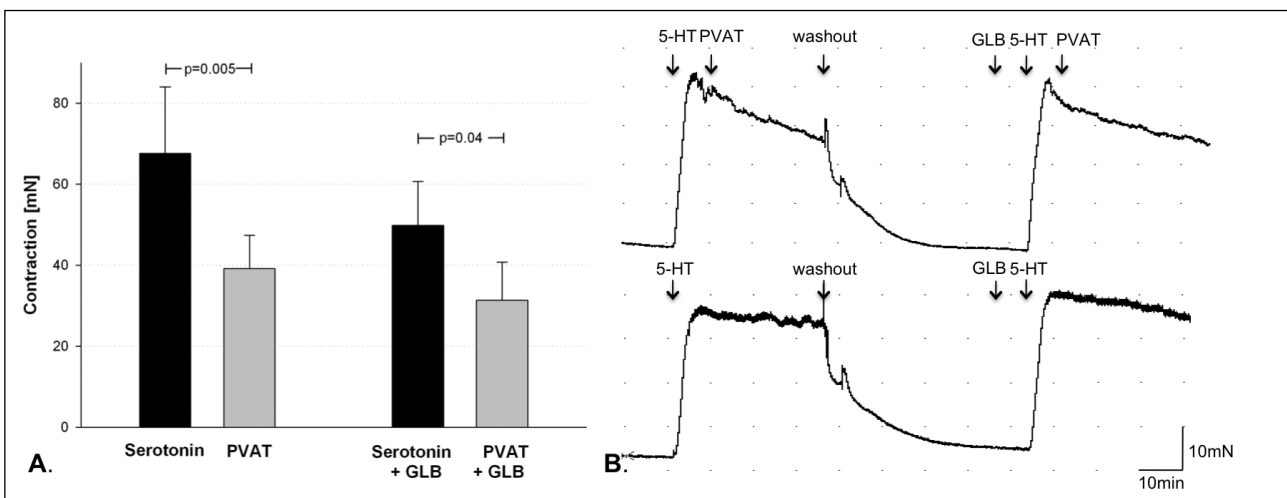 p=0.005
p=0.04
80
60
40
20
0
Contraction [mN]
Serotonin
PVAT
Serotonin
+ GLB
PVAT
+ GLB
A.
5-HT PVAT
washout
GLB 5-HT PVAT
5-HT
washout
GLB 5-HT
B.
10mN
10min